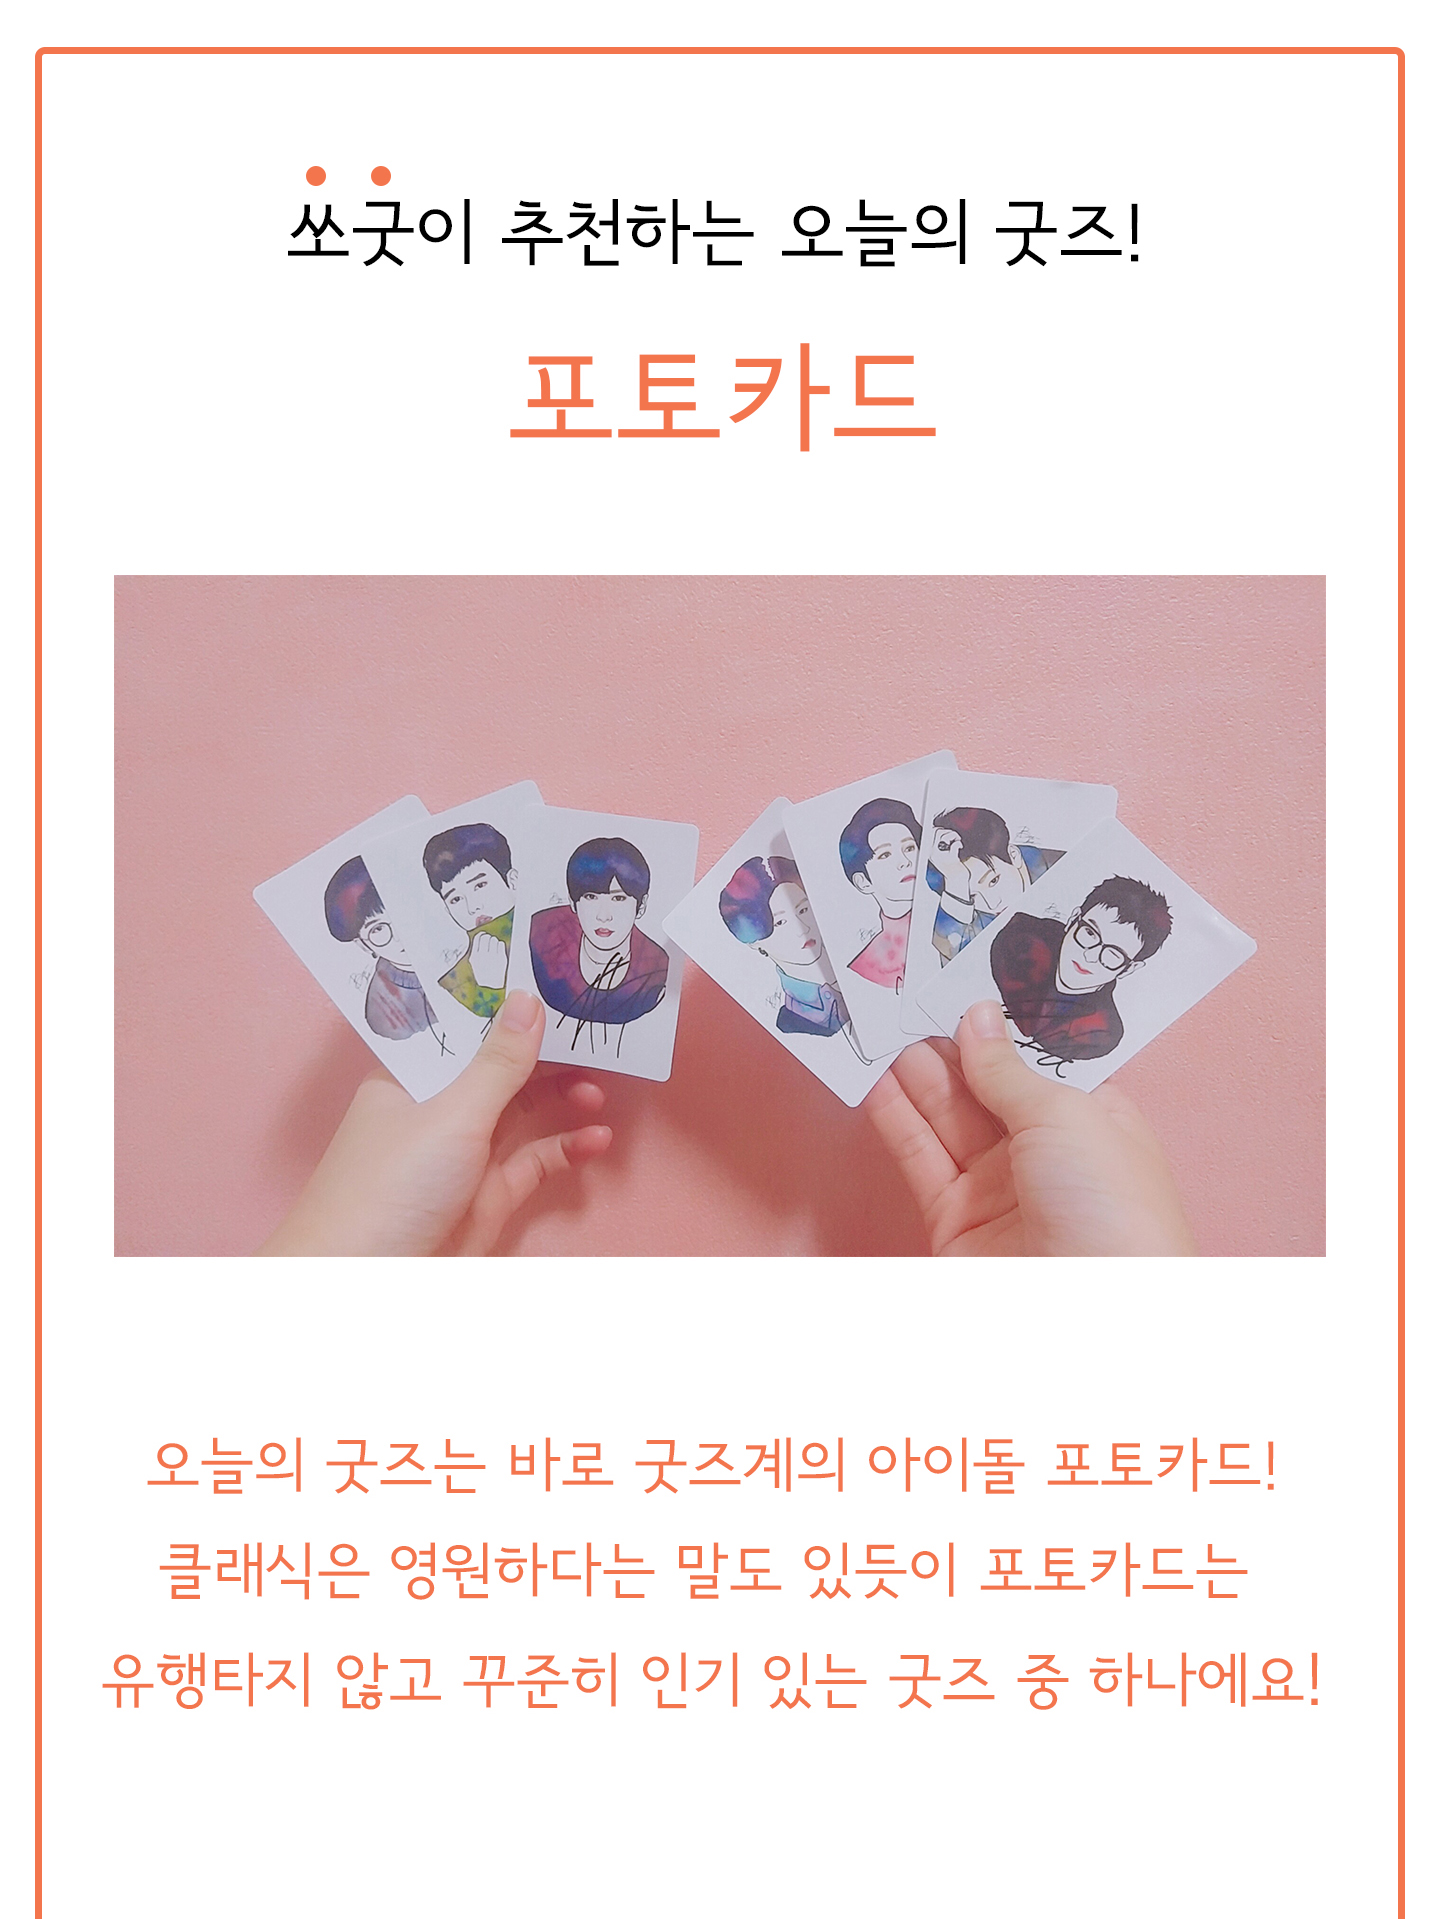 쏘굿이 추천하는 오늘의 굿즈!
포토카드
오늘의 굿즈는 바로 굿즈계의 아이돌 포토카드!
클래식은 영원하다는 말도 있듯이 포토카드는
유행타지 않고 꾸준히 인기 있는 굿즈 중 하나에요!